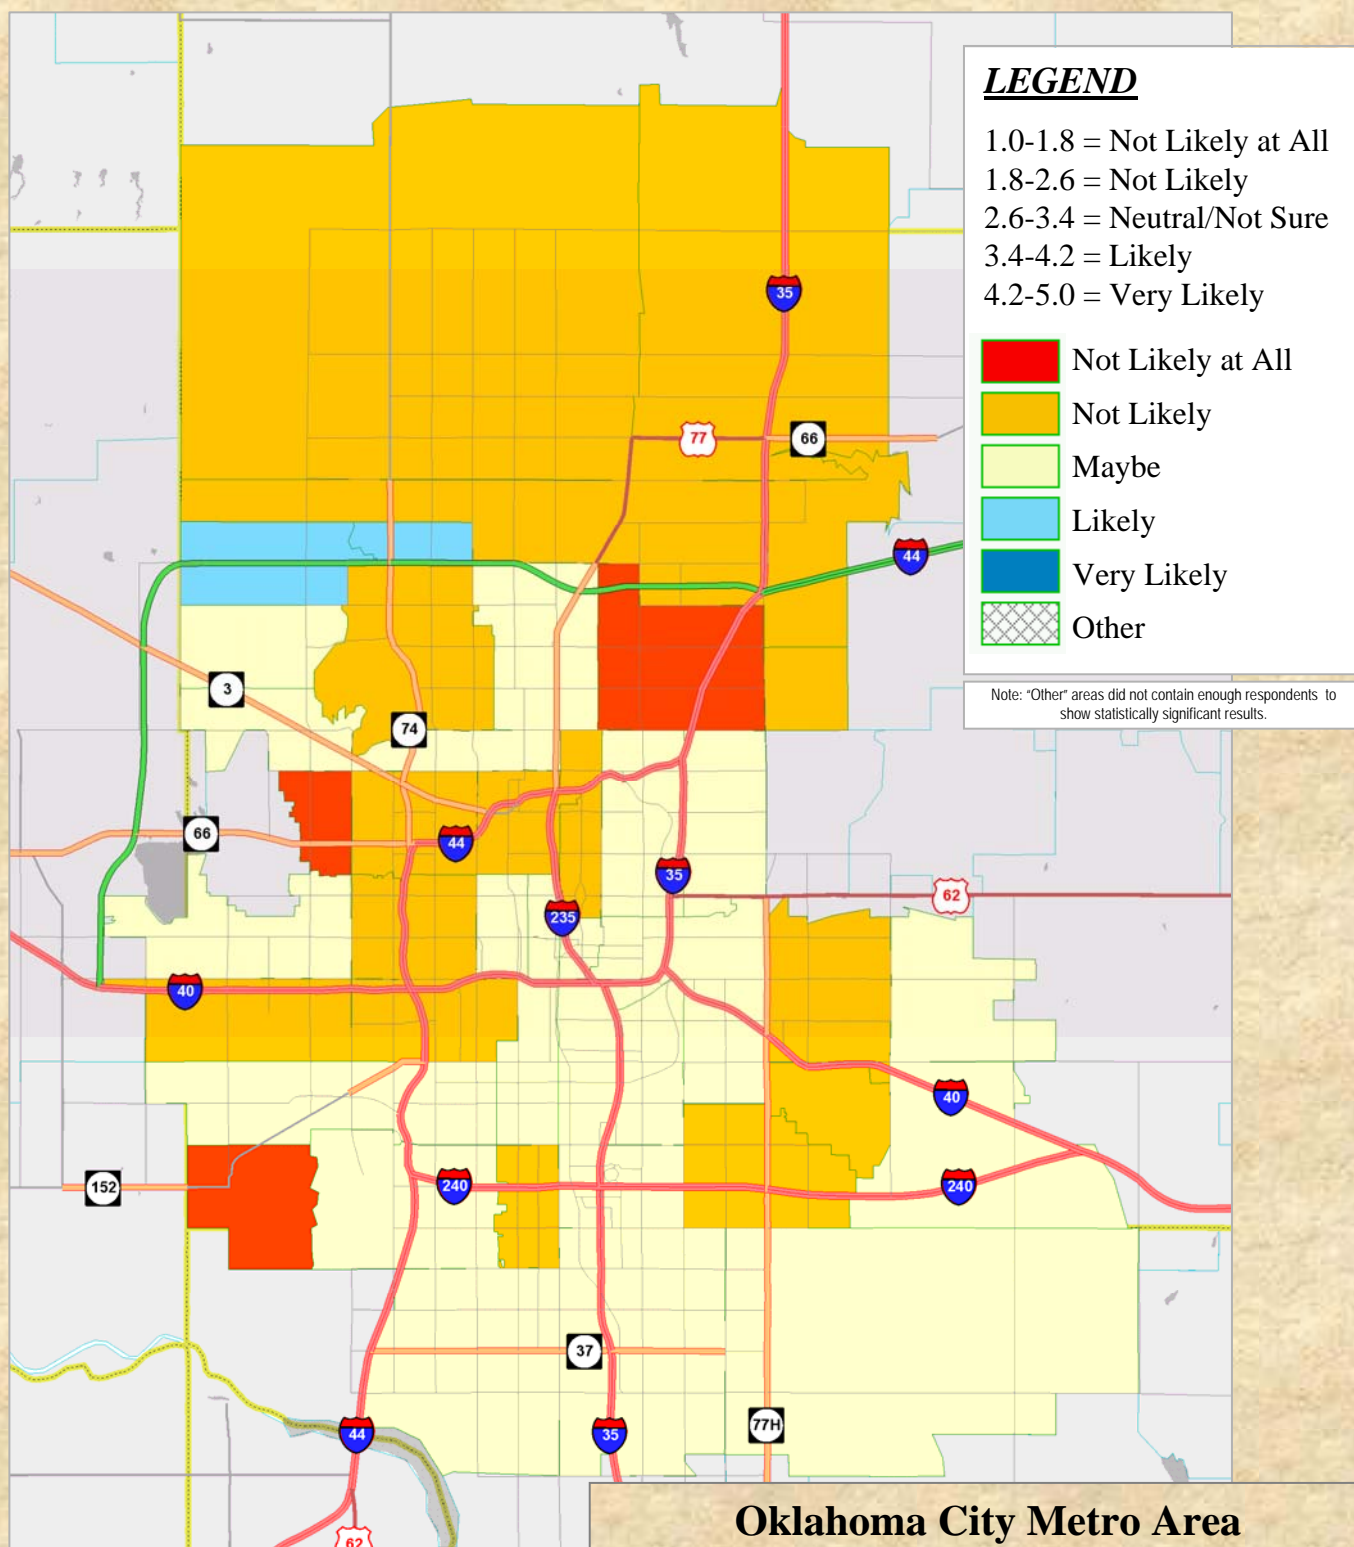 LEGEND
1.0-1.8 = Not Likely at All
1.8-2.6 = Not Likely
2.6-3.4 = Neutral/Not Sure
3.4-4.2 = Likely
4.2-5.0 = Very Likely
Not Likely at All
Not Likely
Maybe
Likely
Very Likely
Other
Note: "Other" areas did not contain enough respondents to
show statistically significant results.
35
77
66
44
3
74
66
44
35
62
235
40
40
152
240
240
37
77H
44
35
62
Oklahoma City Metro Area